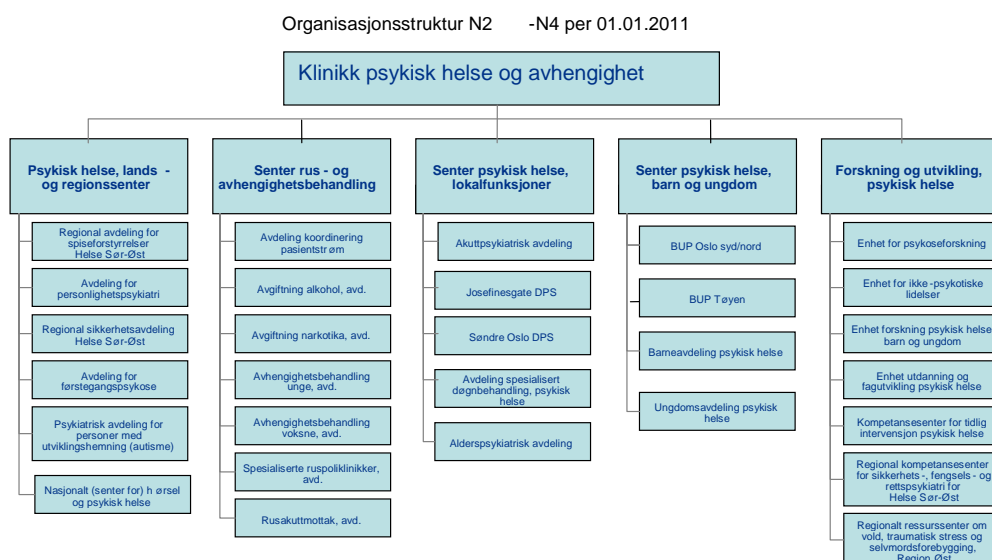 Organisasjonsstruktur N2 -N4 per 01.01.2011
Klinikk psykisk helse og avhengighet
Psykisk helse, lands -
og regionssenter
Regional avdeling for
spiseforstyrrelser
Helse Sør-Øst
Avdeling for
personlighetspsykiatri
Regional sikkerhetsavdeling
Helse Sør-Øst
Avdeling for
førstegangspsykose
Psykiatrisk avdeling for
personer med
utviklingshemning (autisme)
Nasjonalt (senter for) h ørsel
og psykisk helse
Senter rus - og
avhengighetsbehandling
Avdeling koordinering
pasientstrøm
Avgiftning alkohol, avd.
Avgiftning narkotika, avd.
Avhengighetsbehandling
unge, avd.
Avhengighetsbehandling
voksne, avd.
Spesialiserte ruspoliklinikker,
avd.
Rusakuttmottak, avd.
Senter psykisk helse,
lokalfunksjoner
Akuttpsykiatrisk avdeling
Josefinesgate DPS
Søndre Oslo DPS
Avdeling spesialisert
døgnbehandling, psykisk
helse
Alderspsykiatrisk avdeling
Senter psykisk helse,
barn og ungdom
BUP Oslo syd/nord
BUP Tøyen
Barneavdeling psykisk helse
Ungdomsavdeling psykisk
helse
Forskning og utvikling,
psykisk helse
Enhet for psykoseforskning
Enhet for ikke -psykotiske
lidelser
Enhet forskning psykisk helse
barn og ungdom
Enhet utdanning og
fagutvikling psykisk helse
Kompetansesenter for tidlig
intervensjon psykisk helse
Regional kompetansesenter
for sikkerhets -, fengsels - og
rettspsykiatri for
Helse Sør-Øst
Regionalt ressurssenter om
vold, traumatisk stress og
selvmordsforebygging,
Region Øst